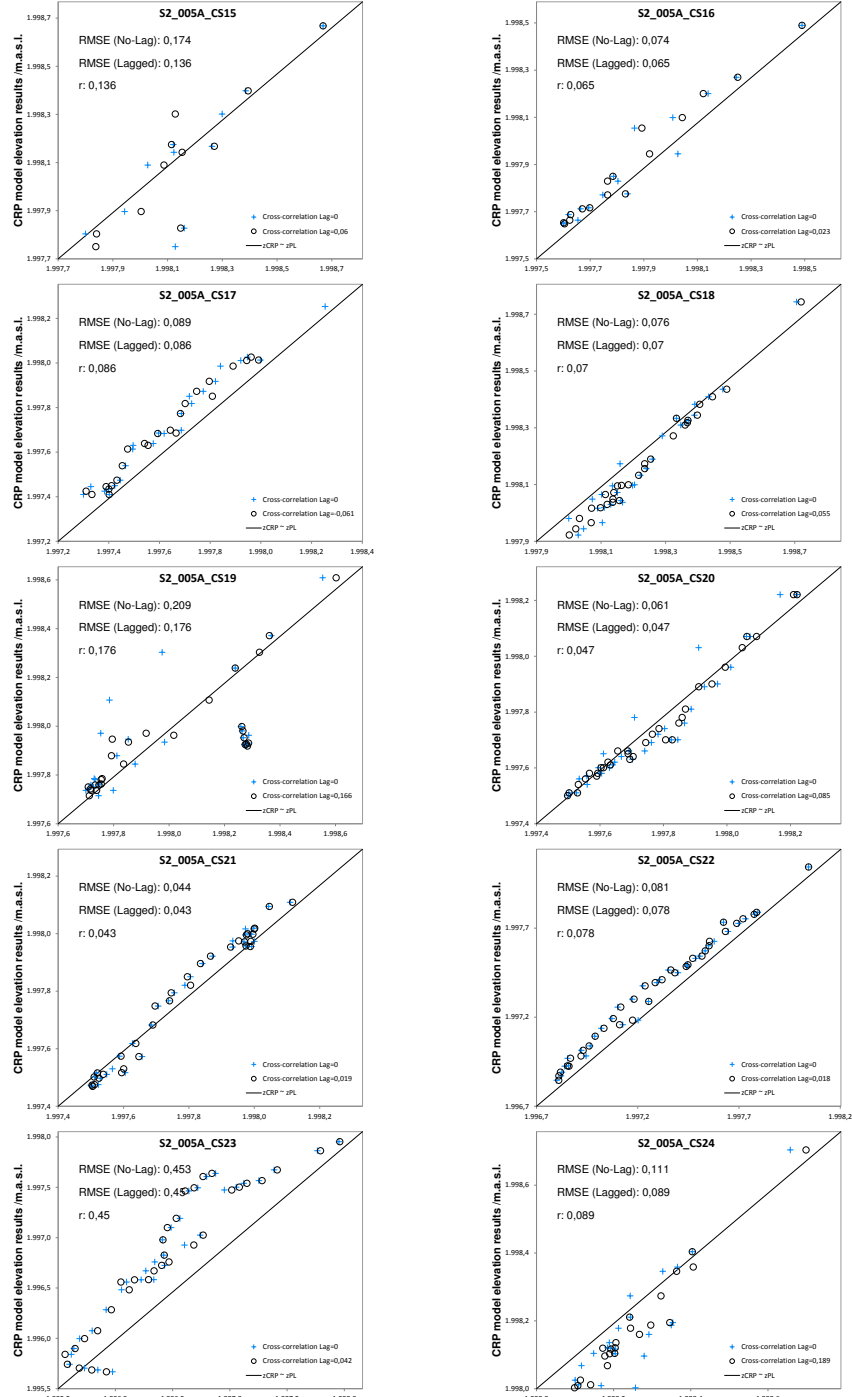 S2_005A_CS15
RMSE (No-Lag): 0,174
RMSE (Lagged): 0,136
r: 0,136
CRP model elevation results /m.a.s.l.
1.998,7
1.998,5
1.998,3
1.998,1
1.997,9
1.997,7
Cross-correlation Lag=0
Cross-correlation Lag=0,06
zCRP ~ zPL
1.997,7 1.997,9 1.998,1 1.998,3 1.998,5 1.998,7
S2_005A_CS16
RMSE (No-Lag): 0,074
RMSE (Lagged): 0,065
r: 0,065
CRP model elevation results /m.a.s.l.
1.998,5
1.998,3
1.998,1
1.997,9
1.997,7
1.997,5
Cross-correlation Lag=0
Cross-correlation Lag=0,023
zCRP ~ zPL
1.997,5 1.997,7 1.997,9 1.998,1 1.998,3 1.998,5
S2_005A_CS17
RMSE (No-Lag): 0,089
RMSE (Lagged): 0,086
r: 0,086
CRP model elevation results /m.a.s.l.
1.998,2
1.998,0
1.997,8
1.997,6
1.997,4
1.997,2
Cross-correlation Lag=0
Cross-correlation Lag=-0,061
zCRP ~ zPL
1.997,2 1.997,4 1.997,6 1.997,8 1.998,0 1.998,2 1.998,4
S2_005A_CS18
RMSE (No-Lag): 0,076
RMSE (Lagged): 0,07
r: 0,07
CRP model elevation results /m.a.s.l.
1.998,7
1.998,5
1.998,3
1.998,1
1.997,9
Cross-correlation Lag=0
Cross-correlation Lag=0,055
zCRP ~ zPL
1.997,9 1.998,1 1.998,3 1.998,5 1.998,7
S2_005A_CS19
RMSE (No-Lag): 0,209
RMSE (Lagged): 0,176
r: 0,176
CRP model elevation results /m.a.s.l.
1.998,6
1.998,4
1.998,2
1.998,0
1.997,8
1.997,6
Cross-correlation Lag=0
Cross-correlation Lag=0,166
zCRP ~ zPL
1.997,6 1.997,8 1.998,0 1.998,2 1.998,4 1.998,6
S2_005A_CS20
RMSE (No-Lag): 0,061
RMSE (Lagged): 0,047
r: 0,047
CRP model elevation results /m.a.s.l.
1.998,2
1.998,0
1.997,8
1.997,6
1.997,4
Cross-correlation Lag=0
Cross-correlation Lag=0,085
zCRP ~ zPL
1.997,4 1.997,6 1.997,8 1.998,0 1.998,2
S2_005A_CS21
RMSE (No-Lag): 0,044
RMSE (Lagged): 0,043
r: 0,043
CRP model elevation results /m.a.s.l.
1.998,2
1.998,0
1.997,8
1.997,6
1.997,4
Cross-correlation Lag=0
Cross-correlation Lag=0,019
zCRP ~ zPL
1.997,4 1.997,6 1.997,8 1.998,0 1.998,2
S2_005A_CS22
RMSE (No-Lag): 0,081
RMSE (Lagged): 0,078
r: 0,078
CRP model elevation results /m.a.s.l.
1.997,7
1.997,2
1.996,7
Cross-correlation Lag=0
Cross-correlation Lag=0,018
zCRP ~ zPL
1.996,7 1.997,2 1.997,7 1.998,2
S2_005A_CS23
RMSE (No-Lag): 0,453
RMSE (Lagged): 0,45
r: 0,45
CRP model elevation results /m.a.s.l.
1.998,0
1.997,5
1.997,0
1.996,5
1.996,0
1.995,5
Cross-correlation Lag=0
Cross-correlation Lag=0,042
zCRP ~ zPL
S2_005A_CS24
RMSE (No-Lag): 0,111
RMSE (Lagged): 0,089
r: 0,089
CRP model elevation results /m.a.s.l.
1.998,6
1.998,4
1.998,2
1.998,0
Cross-correlation Lag=0
Cross-correlation Lag=0,189
zCRP ~ zPL